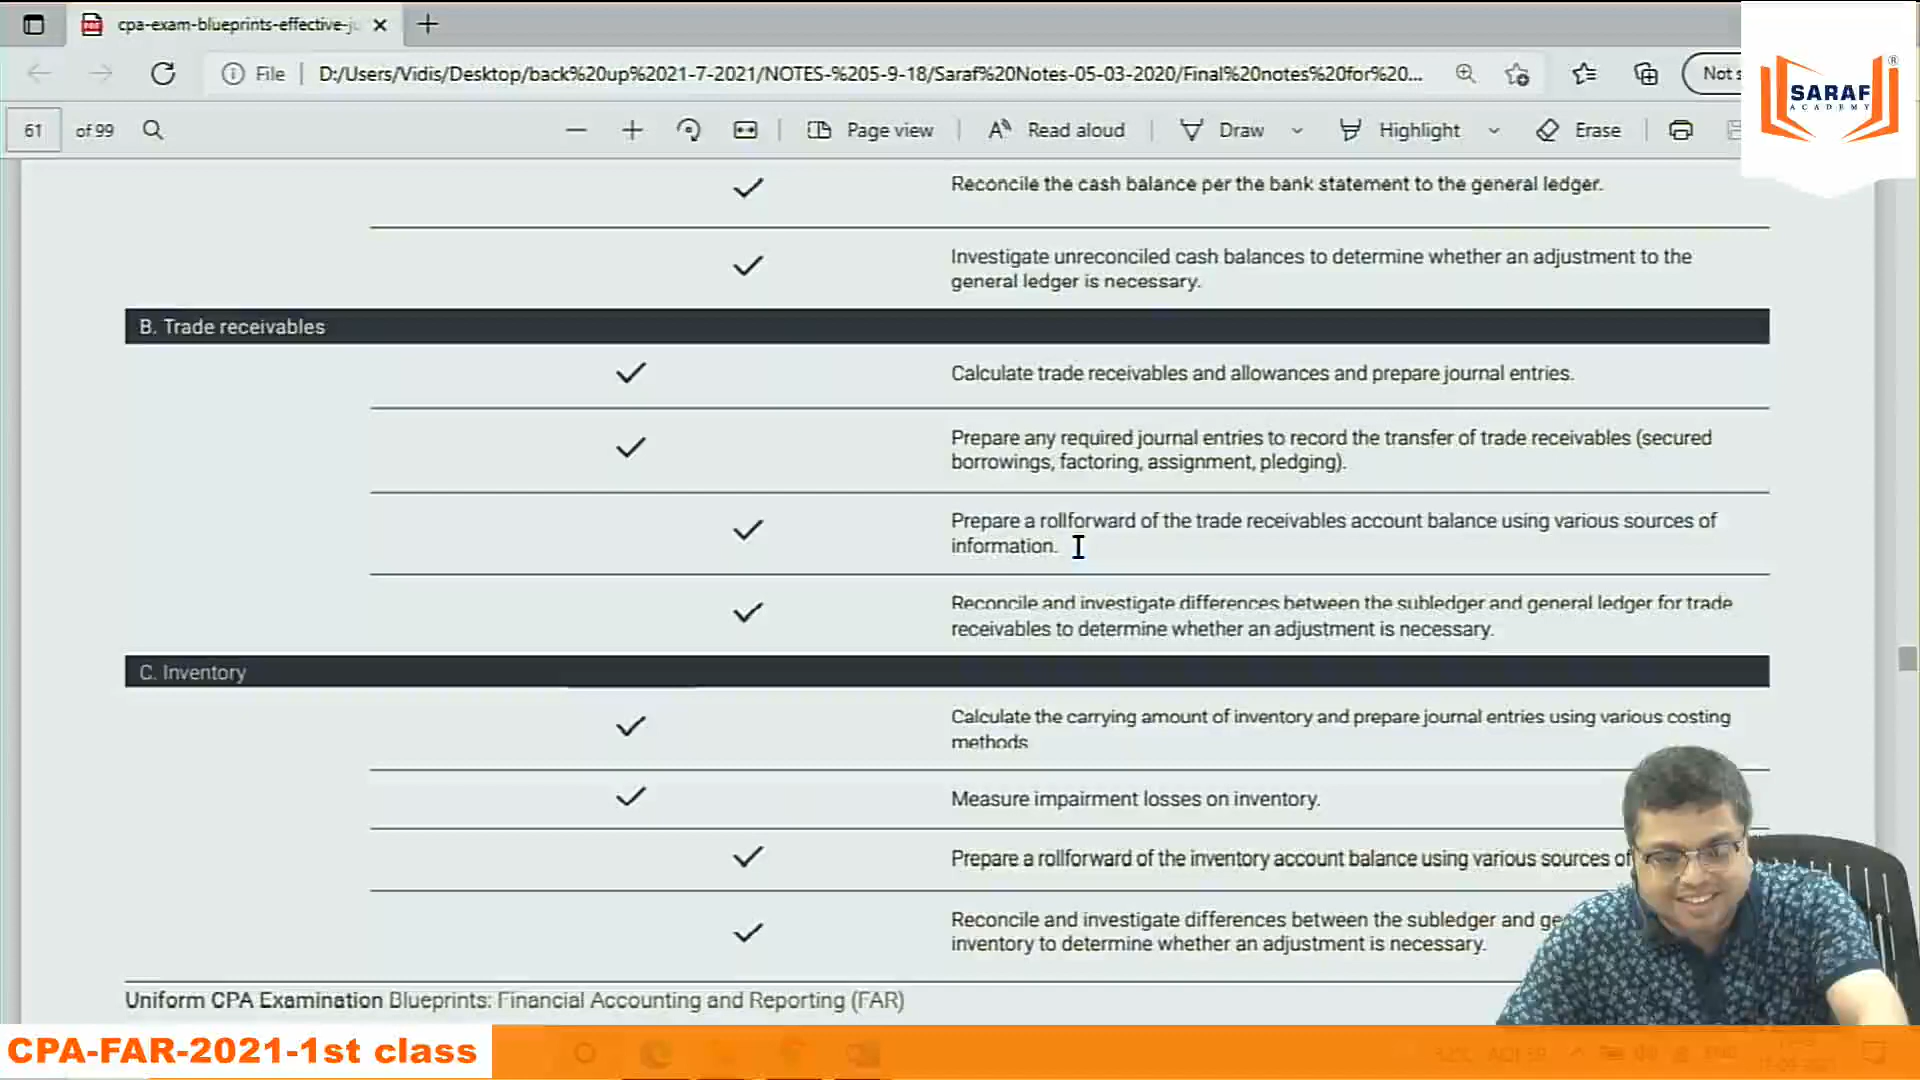 cpa-exam-blueprints-effective-ju
File
D:/Users/Vidis/Desktop/back%20up%2021-7-2021/NOTES-%205-9-18/Saraf%20Notes-05-03-2020/Final%20notes%20for%20...
Not s
SARAF
ACADEMY
®
61 of 99
Page view
Read aloud
Draw
Highlight
Erase
Reconcile the cash balance per the bank statement to the general ledger.
Investigate unreconciled cash balances to determine whether an adjustment to the
general ledger is necessary.
B. Trade receivables
Calculate trade receivables and allowances and prepare journal entries.
Prepare any required journal entries to record the transfer of trade receivables (secured
borrowings, factoring, assignment, pledging).
Prepare a rollforward of the trade receivables account balance using various sources of
information.
Reconcile and investigate differences between the subledger and general ledger for trade
receivables to determine whether an adjustment is necessary.
C. Inventory
Calculate the carrying amount of inventory and prepare journal entries using various costing
methods
Measure impairment losses on inventory.
Prepare a rollforward of the inventory account balance using various sources of
Reconcile and investigate differences between the subledger and ge
inventory to determine whether an adjustment is necessary.
Uniform CPA Examination Blueprints: Financial Accounting and Reporting (FAR)
CPA-FAR-2021-1st class